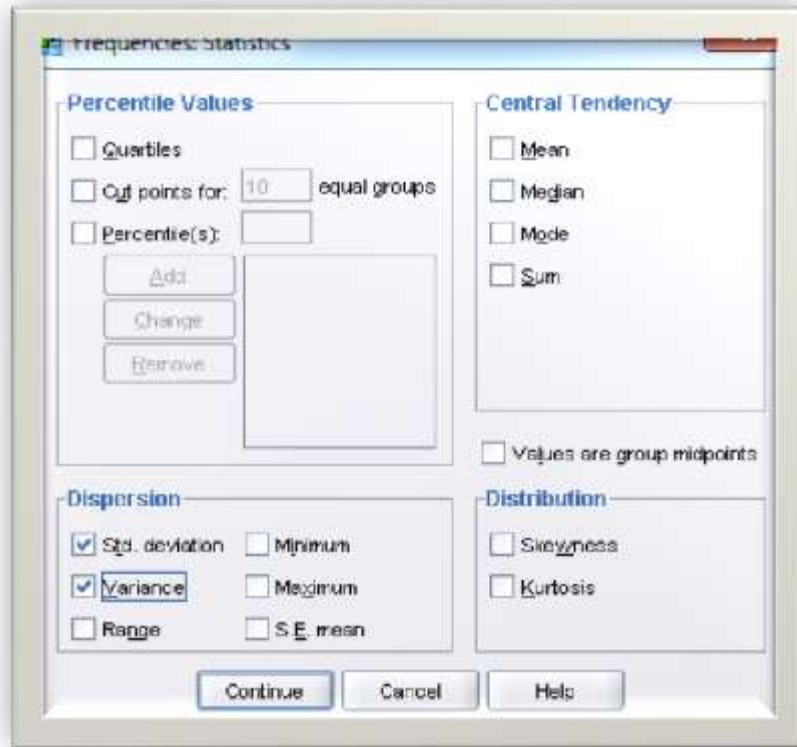 Frequencies: Statistics
Percentile Values
Quartiles
Cut points for: 10 equal groups
Percentile(s):
Add
Change
Remove
Central Tendency
Mean
Median
Mode
Sum
Values are group midpoints
Dispersion
Std. deviation
Minimum
Variance
Maximum
Range
S.E. mean
Distribution
Skewness
Kurtosis
Continue
Cancel
Help